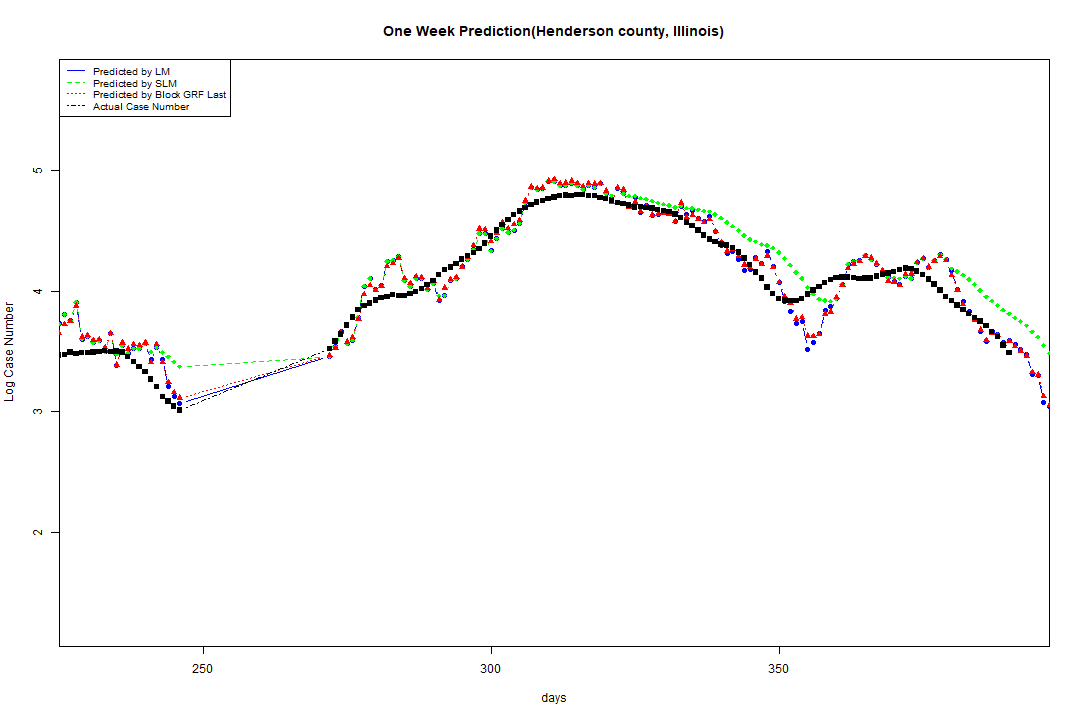 One Week Prediction(Henderson county, Illinois)
Predicted by LM
Predicted by SLM
Predicted by Block GRF Last
Actual Case Number
5
4
3
2
Log Case Number
250
300
350
days